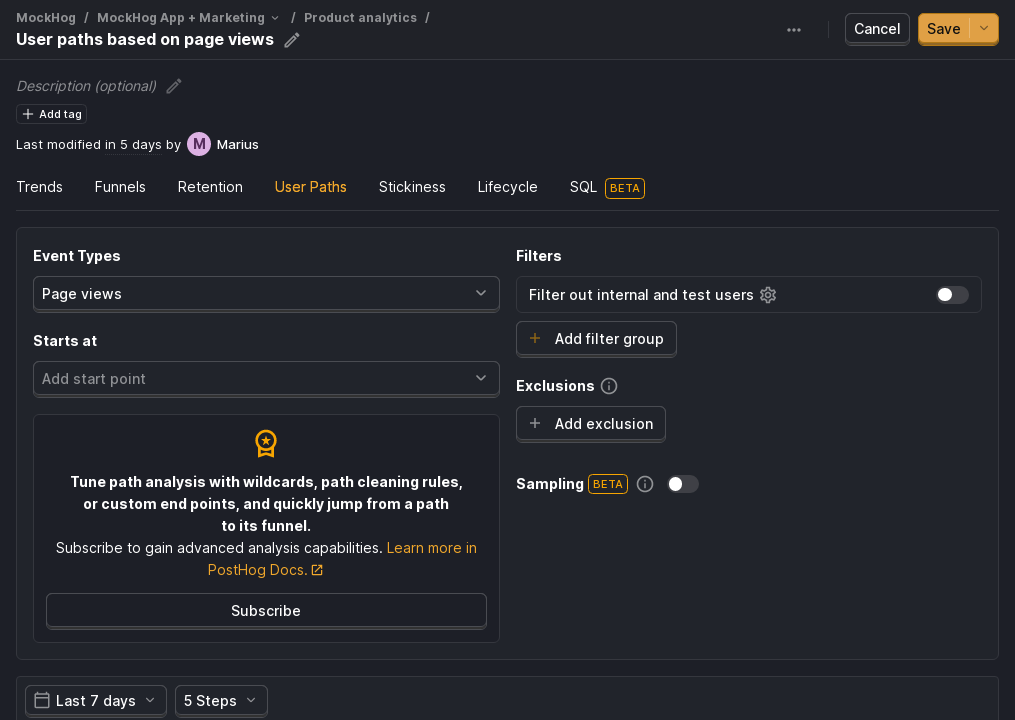 MockHog / MockHog App + Marketing / Product analytics /
User paths based on page views
Cancel
Save
Description (optional)
Add tag
Last modified in 5 days by M Marius
Trends Funnels Retention User Paths Stickiness Lifecycle SQL BETA
Event Types
Page views
Starts at
Add start point
Tune path analysis with wildcards, path cleaning rules,
or custom end points, and quickly jump from a path
to its funnel.
Subscribe to gain advanced analysis capabilities. Learn more in
PostHog Docs.
Subscribe
Filters
Filter out internal and test users
Add filter group
Exclusions
Add exclusion
Sampling BETA
Last 7 days
5 Steps